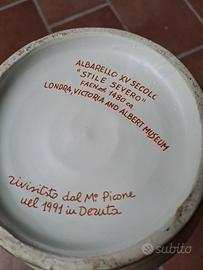 ALBARELLO XV SECOLO
"STILE SEVERO"
FAENZA 1480 ca.
LONDRA, VICTORIA AND ALBERT MUSEUM
rivisitato dal M° Picone
nel 1991 in Deruta
subito